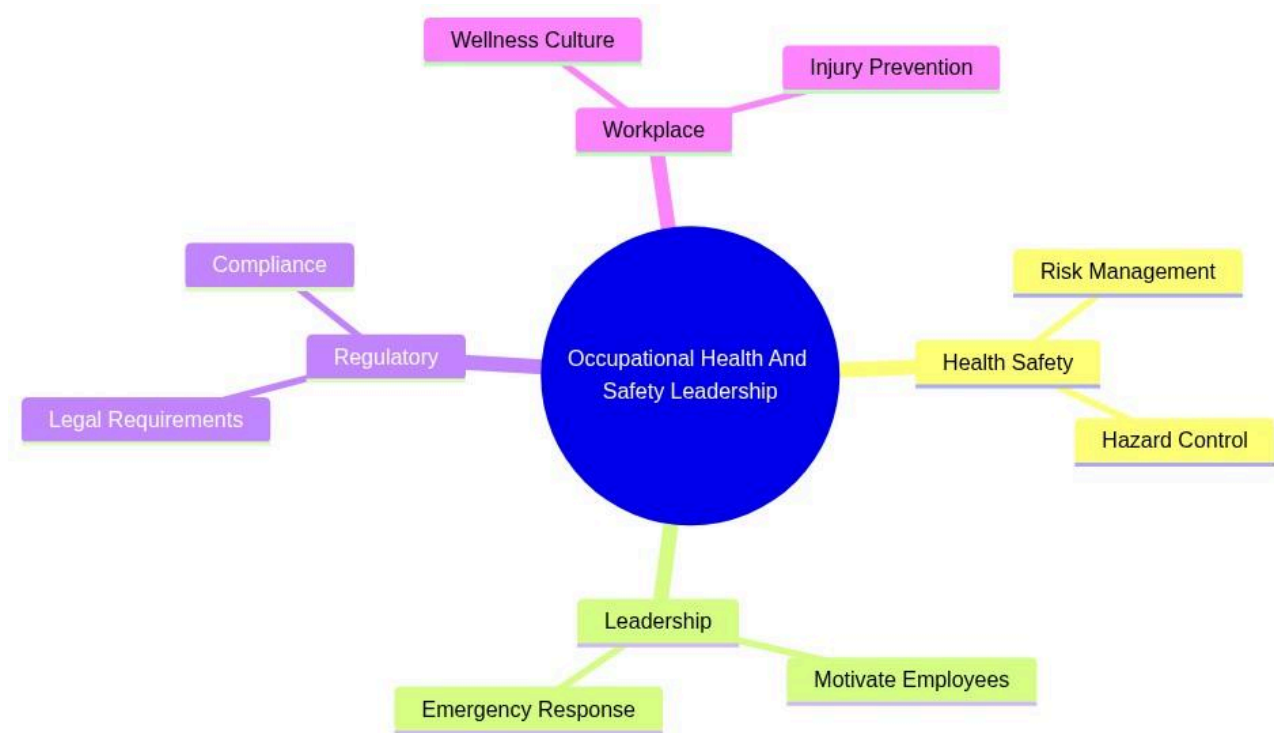 Wellness Culture
Injury Prevention
Workplace
Compliance
Risk Management
Regulatory
Occupational Health And
Safety Leadership
Health Safety
Legal Requirements
Hazard Control
Leadership
Motivate Employees
Emergency Response